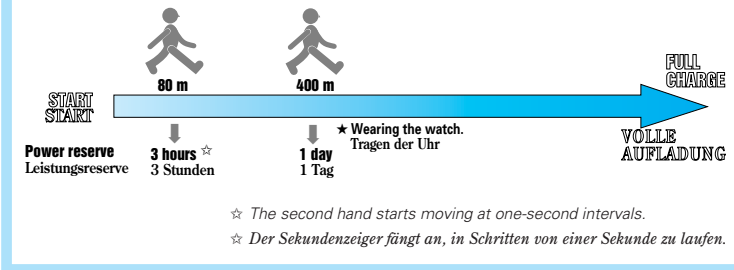 80 m
400 m
FULL
CHARGE
START
START
★ Wearing the watch.
Tragen der Uhr
VOLLE
AUFLADUNG
Power reserve
Leistungsreserve
3 hours ☆
3 Stunden
1 day
1 Tag
☆ The second hand starts moving at one-second intervals.
☆ Der Sekundenzeiger fängt an, in Schritten von einer Sekunde zu laufen.